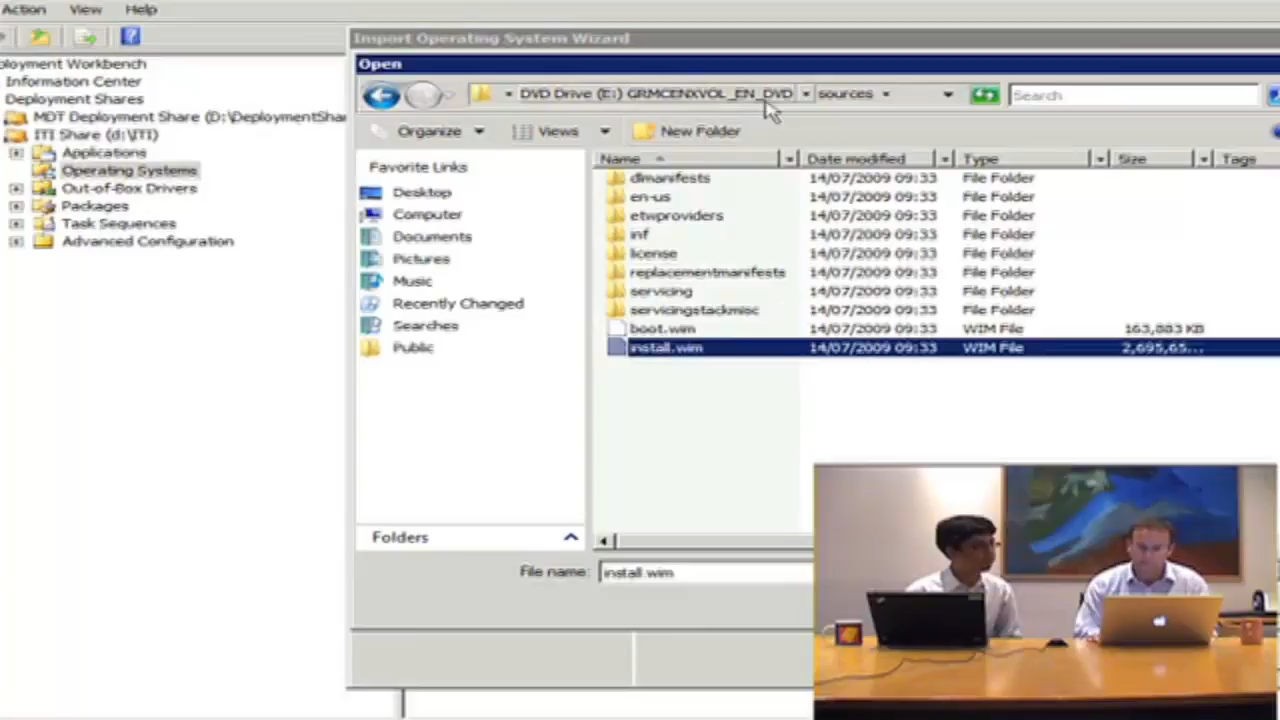 Action View Help
Import Operating System Wizard
Open
ployment Workbench
Information Center
Deployment Shares
MDT Deployment Share (D:\DeploymentShar
ITI Share (d:\ITI)
Applications
Operating Systems
Out-of-Box Drivers
Packages
Task Sequences
Advanced Configuration
DVD Drive (E:) GRMCENXVOL_EN_DVD sources Search
Organize Views New Folder
Favorite Links
Desktop
Computer
Documents
Pictures
Music
Recently Changed
Searches
Public
Folders
Name Date modified Type Size Tags
dlmanifests 14/07/2009 09:33 File Folder
en-us 14/07/2009 09:33 File Folder
etwproviders 14/07/2009 09:33 File Folder
inf 14/07/2009 09:33 File Folder
license 14/07/2009 09:33 File Folder
replacementmanifests 14/07/2009 09:33 File Folder
servicing 14/07/2009 09:33 File Folder
servicingstackmisc 14/07/2009 09:33 File Folder
boot.wim 14/07/2009 09:33 WIM File 163,883 KB
install.wim 14/07/2009 09:33 WIM File 2,695,65...
File name: install.wim